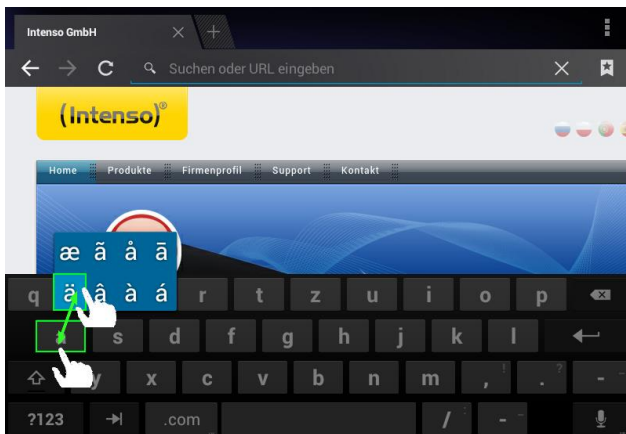 Intenso GmbH
Suchen oder URL eingeben
(Intenso)®
Home Produkte Firmenprofil Support Kontakt
æ ã å ā
ä â à á
q r t z u i o p
a s d f g h j k l
y x c v b n m , ! . ? -
?123 .com / -